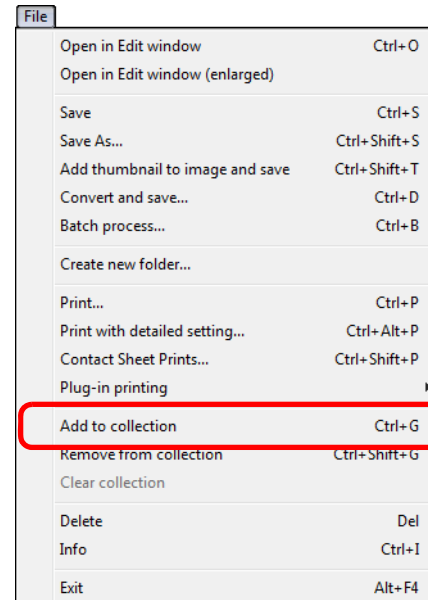 File
Open in Edit window Ctrl+O
Open in Edit window (enlarged)
Save Ctrl+S
Save As... Ctrl+Shift+S
Add thumbnail to image and save Ctrl+Shift+T
Convert and save... Ctrl+D
Batch process... Ctrl+B
Create new folder...
Print... Ctrl+P
Print with detailed setting... Ctrl+Alt+P
Contact Sheet Prints... Ctrl+Shift+P
Plug-in printing
Add to collection Ctrl+G
Remove from collection Ctrl+Shift+G
Clear collection
Delete Del
Info Ctrl+I
Exit Alt+F4